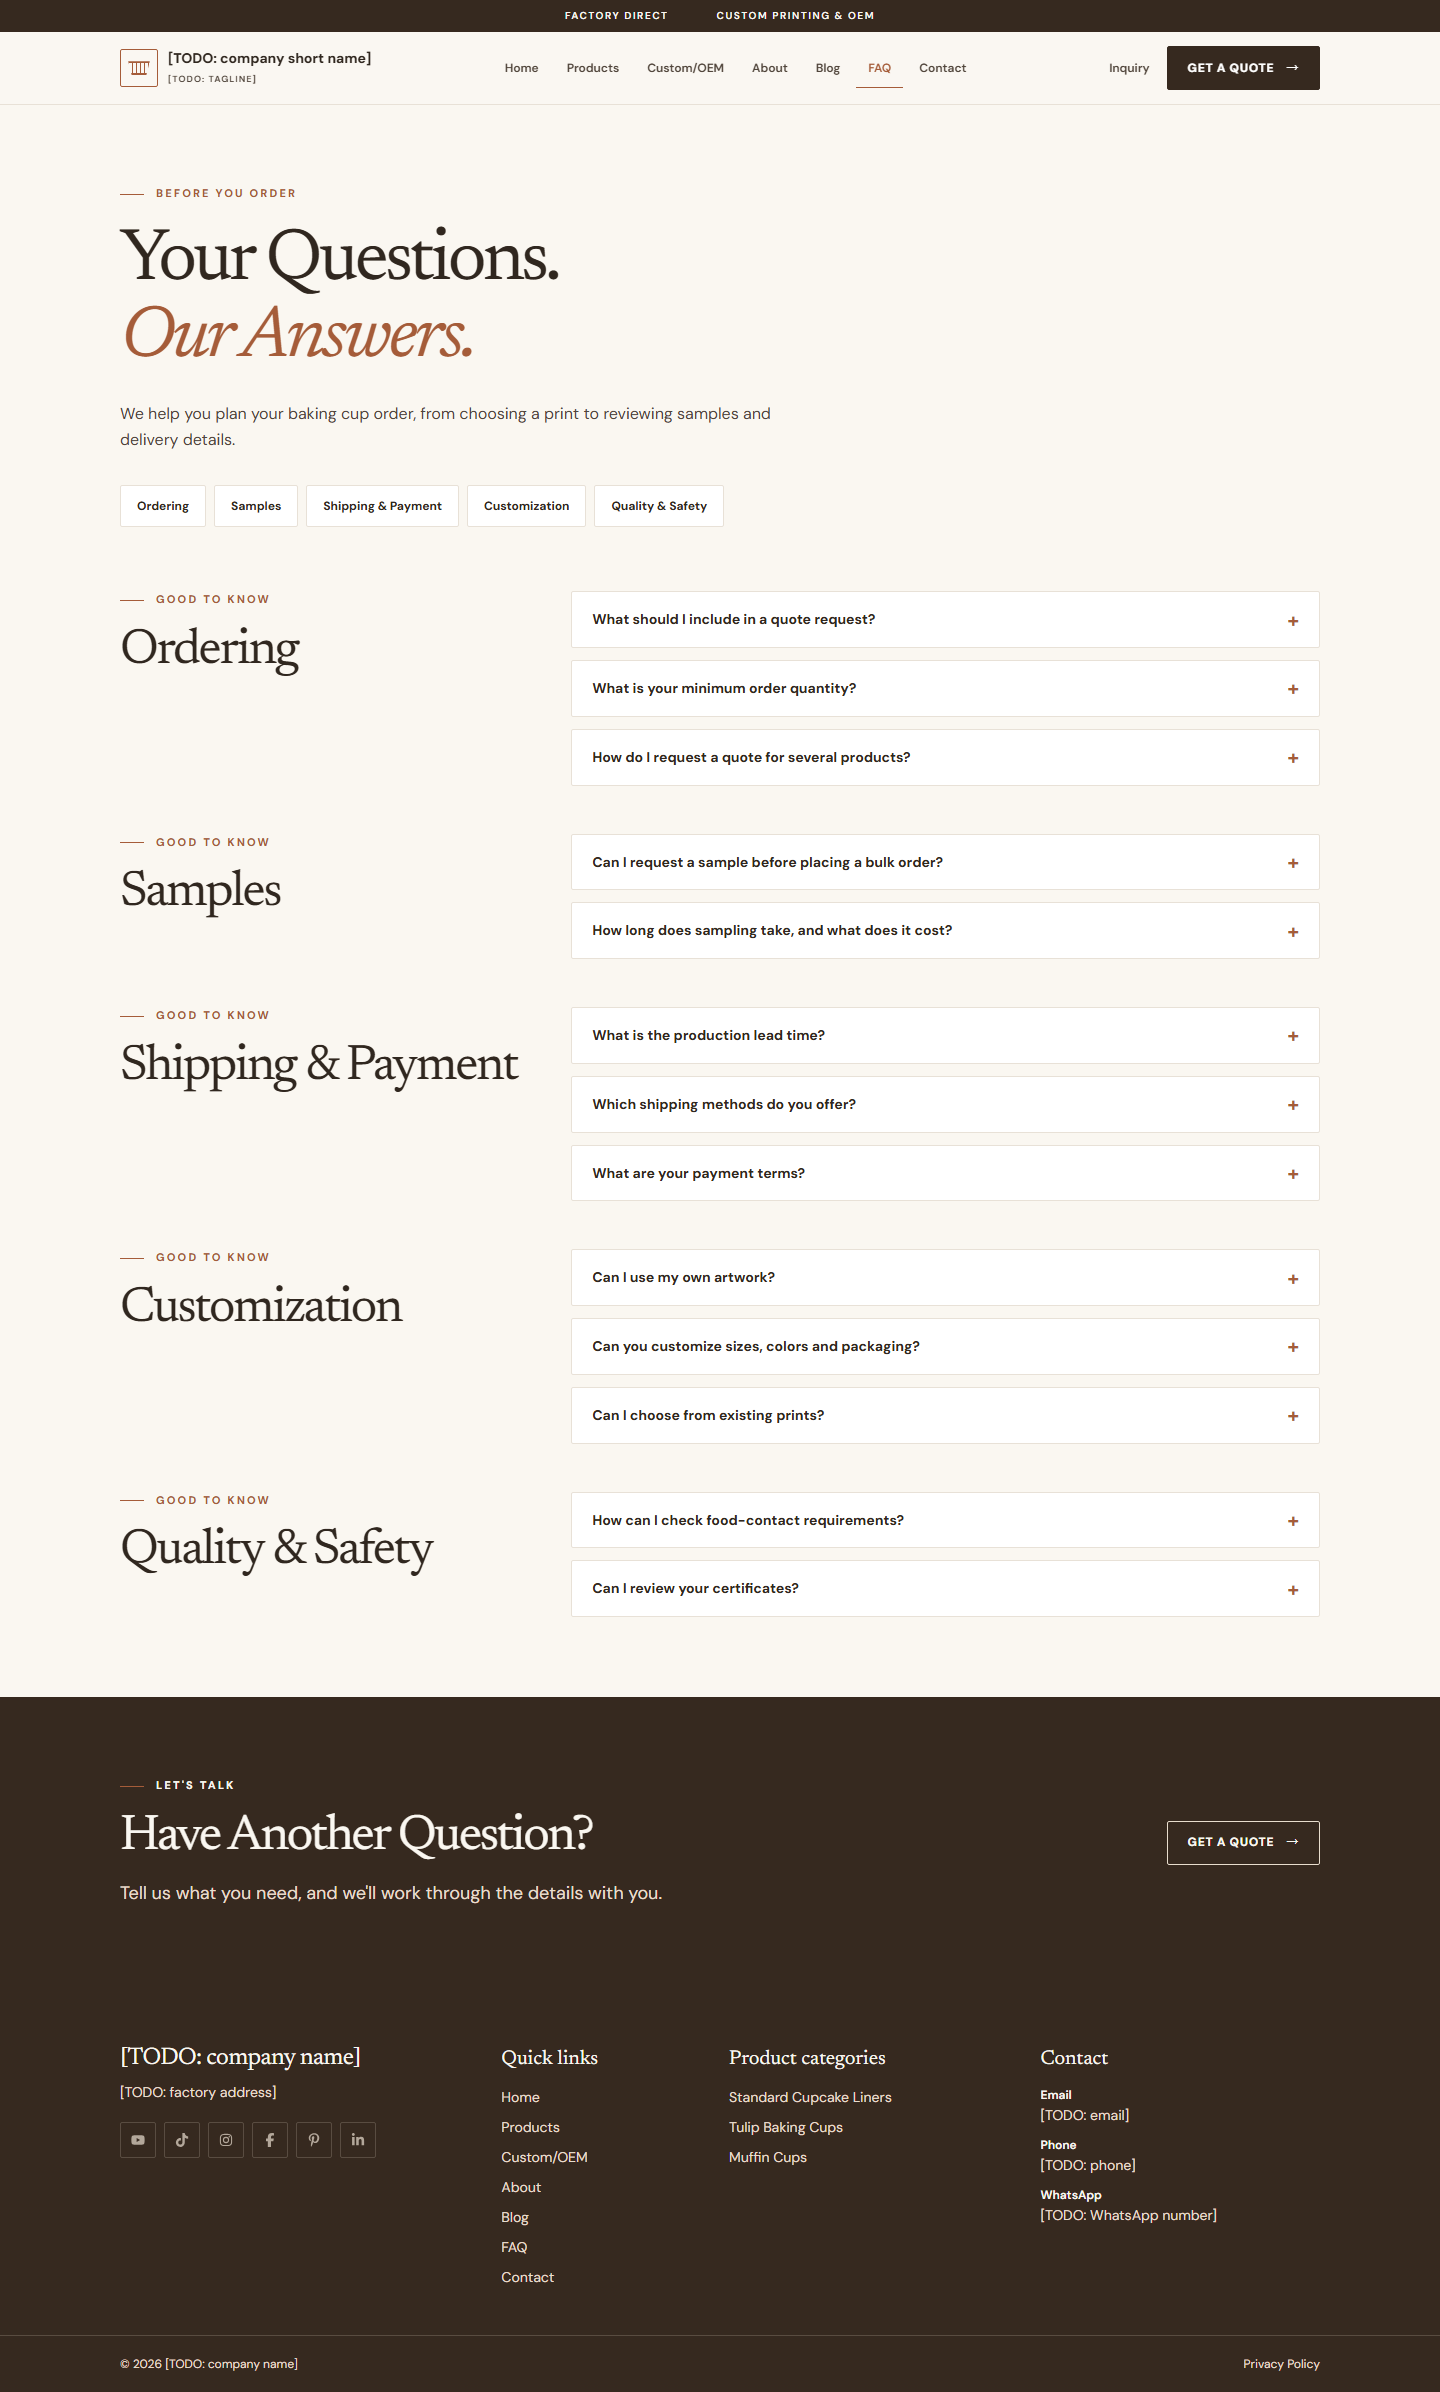 FACTORY DIRECT
CUSTOM PRINTING & OEM
[TODO: company short name]
[TODO: TAGLINE]
Home
Products
Custom/OEM
About
Blog
FAQ
Contact
Inquiry
GET A QUOTE →
BEFORE YOU ORDER
Your Questions.
Our Answers.
We help you plan your baking cup order, from choosing a print to reviewing samples and
delivery details.
Ordering
Samples
Shipping & Payment
Customization
Quality & Safety
GOOD TO KNOW
Ordering
What should I include in a quote request? +
What is your minimum order quantity? +
How do I request a quote for several products? +
GOOD TO KNOW
Samples
Can I request a sample before placing a bulk order? +
How long does sampling take, and what does it cost? +
GOOD TO KNOW
Shipping & Payment
What is the production lead time? +
Which shipping methods do you offer? +
What are your payment terms? +
GOOD TO KNOW
Customization
Can I use my own artwork? +
Can you customize sizes, colors and packaging? +
Can I choose from existing prints? +
GOOD TO KNOW
Quality & Safety
How can I check food-contact requirements? +
Can I review your certificates? +
LET'S TALK
Have Another Question?
Tell us what you need, and we'll work through the details with you.
GET A QUOTE →
[TODO: company name]
[TODO: factory address]
Quick links
Home
Products
Custom/OEM
About
Blog
FAQ
Contact
Product categories
Standard Cupcake Liners
Tulip Baking Cups
Muffin Cups
Contact
Email
[TODO: email]
Phone
[TODO: phone]
WhatsApp
[TODO: WhatsApp number]
© 2026 [TODO: company name]
Privacy Policy